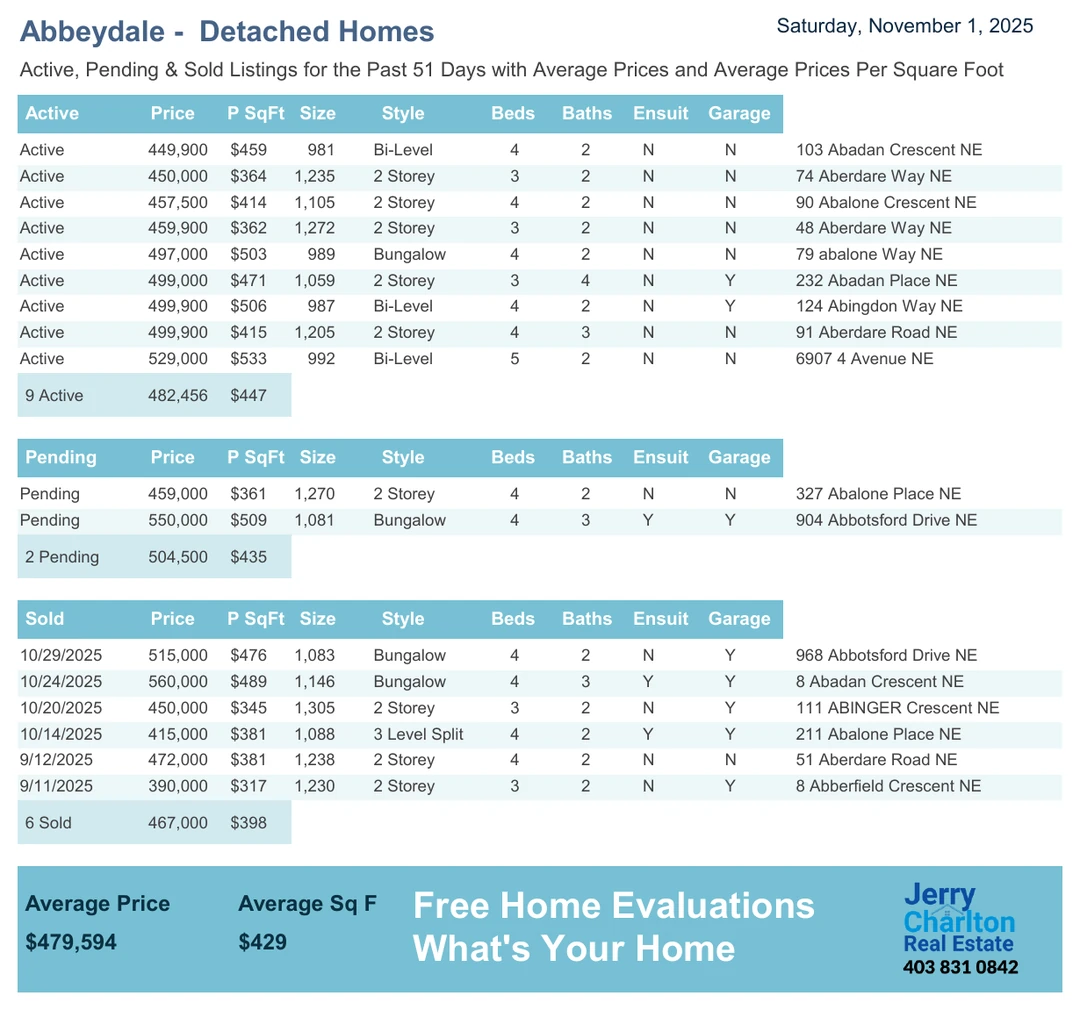 Abbeydale - Detached Homes
Saturday, November 1, 2025
Active, Pending & Sold Listings for the Past 51 Days with Average Prices and Average Prices Per Square Foot
Active Price P SqFt Size Style Beds Baths Ensuit Garage
Active 449,900 $459 981 Bi-Level 4 2 N N 103 Abadan Crescent NE
Active 450,000 $364 1,235 2 Storey 3 2 N N 74 Aberdare Way NE
Active 457,500 $414 1,105 2 Storey 4 2 N N 90 Abalone Crescent NE
Active 459,900 $362 1,272 2 Storey 3 2 N N 48 Aberdare Way NE
Active 497,000 $503 989 Bungalow 4 2 N N 79 abalone Way NE
Active 499,000 $471 1,059 2 Storey 3 4 N Y 232 Abadan Place NE
Active 499,900 $506 987 Bi-Level 4 2 N Y 124 Abingdon Way NE
Active 499,900 $415 1,205 2 Storey 4 3 N N 91 Aberdare Road NE
Active 529,000 $533 992 Bi-Level 5 2 N N 6907 4 Avenue NE
9 Active 482,456 $447
Pending Price P SqFt Size Style Beds Baths Ensuit Garage
Pending 459,000 $361 1,270 2 Storey 4 2 N N 327 Abalone Place NE
Pending 550,000 $509 1,081 Bungalow 4 3 Y Y 904 Abbotsford Drive NE
2 Pending 504,500 $435
Sold Price P SqFt Size Style Beds Baths Ensuit Garage
10/29/2025 515,000 $476 1,083 Bungalow 4 2 N Y 968 Abbotsford Drive NE
10/24/2025 560,000 $489 1,146 Bungalow 4 3 Y Y 8 Abadan Crescent NE
10/20/2025 450,000 $345 1,305 2 Storey 3 2 N Y 111 ABINGER Crescent NE
10/14/2025 415,000 $381 1,088 3 Level Split 4 2 Y Y 211 Abalone Place NE
9/12/2025 472,000 $381 1,238 2 Storey 4 2 N N 51 Aberdare Road NE
9/11/2025 390,000 $317 1,230 2 Storey 3 2 N Y 8 Abberfield Crescent NE
6 Sold 467,000 $398
Average Price Average Sq F
$479,594 $429
Free Home Evaluations
What's Your Home
Jerry
Charlton
Real Estate
403 831 0842